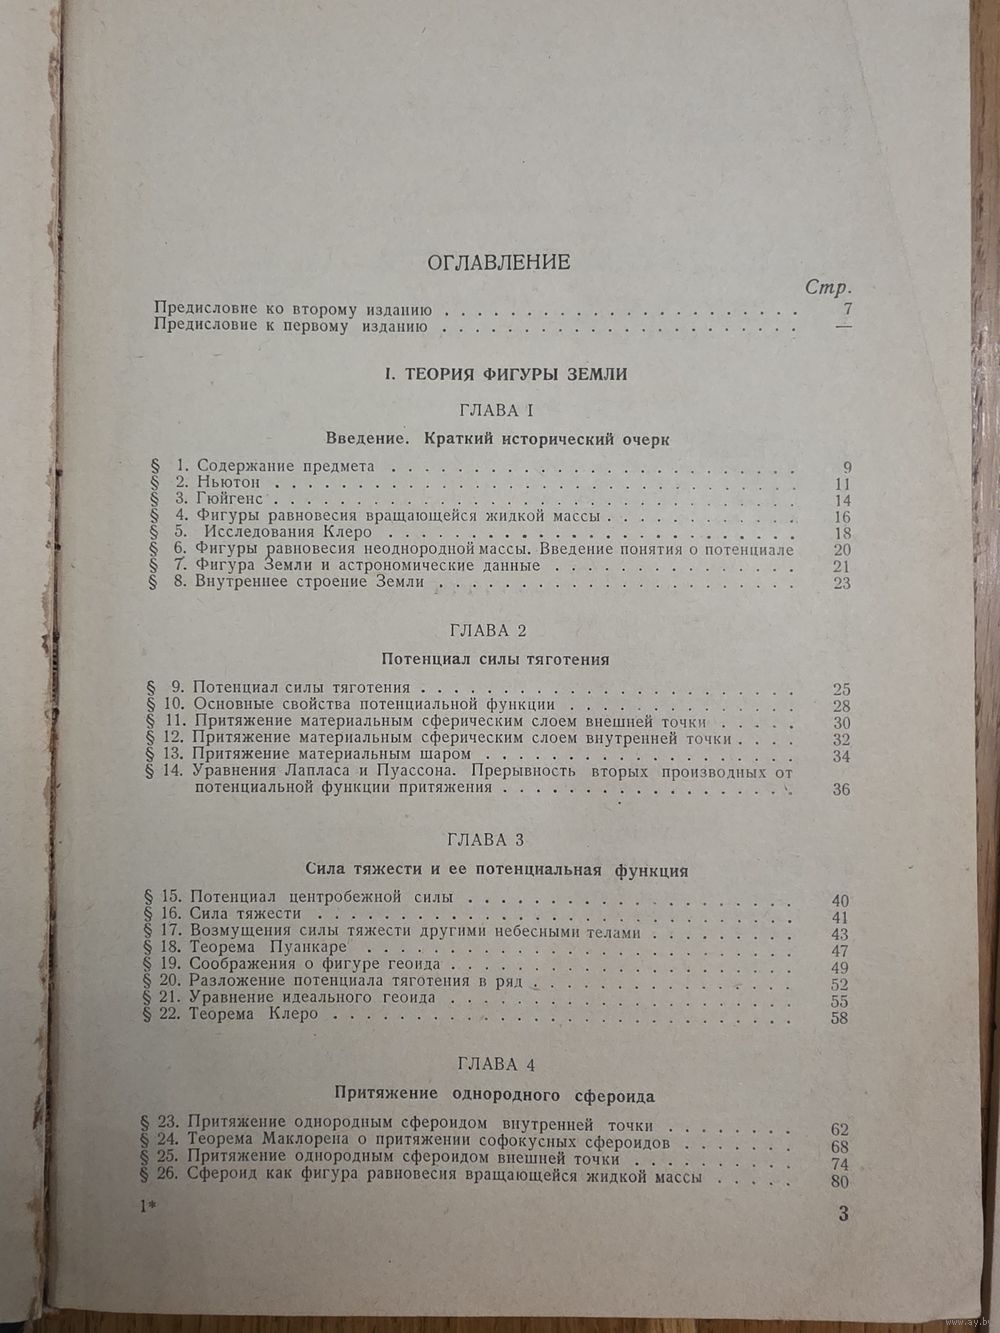 ОГЛАВЛЕНИЕ
Стр.
Предисловие ко второму изданию . . . . . . . . . . . . . . . . . . . . . . 7
Предисловие к первому изданию . . . . . . . . . . . . . . . . . . . . . . —
I. ТЕОРИЯ ФИГУРЫ ЗЕМЛИ
ГЛАВА I
Введение. Краткий исторический очерк
§ 1. Содержание предмета . . . . . . . . . . . . . . . . . . . . . . . . . 9
§ 2. Ньютон . . . . . . . . . . . . . . . . . . . . . . . . . . . . . . . . 11
§ 3. Гюйгенс . . . . . . . . . . . . . . . . . . . . . . . . . . . . . . . . 14
§ 4. Фигуры равновесия вращающейся жидкой массы . . . . . . . . . . . . 16
§ 5. Исследования Клеро . . . . . . . . . . . . . . . . . . . . . . . . . 18
§ 6. Фигуры равновесия неоднородной массы. Введение понятия о потенциале 20
§ 7. Фигура Земли и астрономические данные . . . . . . . . . . . . . . . 21
§ 8. Внутреннее строение Земли . . . . . . . . . . . . . . . . . . . . . . 23
ГЛАВА 2
Потенциал силы тяготения
§ 9. Потенциал силы тяготения . . . . . . . . . . . . . . . . . . . . . . . 25
§ 10. Основные свойства потенциальной функции . . . . . . . . . . . . . . 28
§ 11. Притяжение материальным сферическим слоем внешней точки . . . . . 30
§ 12. Притяжение материальным сферическим слоем внутренней точки . . . . 32
§ 13. Притяжение материальным шаром . . . . . . . . . . . . . . . . . . . 34
§ 14. Уравнения Лапласа и Пуассона. Прерывность вторых производных от
потенциальной функции притяжения . . . . . . . . . . . . . . . . . . 36
ГЛАВА 3
Сила тяжести и ее потенциальная функция
§ 15. Потенциал центробежной силы . . . . . . . . . . . . . . . . . . . . 40
§ 16. Сила тяжести . . . . . . . . . . . . . . . . . . . . . . . . . . . . . 41
§ 17. Возмущения силы тяжести другими небесными телами . . . . . . . . . 43
§ 18. Теорема Пуанкаре . . . . . . . . . . . . . . . . . . . . . . . . . . 47
§ 19. Соображения о фигуре геоида . . . . . . . . . . . . . . . . . . . . . 49
§ 20. Разложение потенциала тяготения в ряд . . . . . . . . . . . . . . . . 52
§ 21. Уравнение идеального геоида . . . . . . . . . . . . . . . . . . . . . 55
§ 22. Теорема Клеро . . . . . . . . . . . . . . . . . . . . . . . . . . . . 58
ГЛАВА 4
Притяжение однородного сфероида
§ 23. Притяжение однородным сфероидом внутренней точки . . . . . . . . 62
§ 24. Теорема Маклорена о притяжении софокусных сфероидов . . . . . . . 68
§ 25. Притяжение однородным сфероидом внешней точки . . . . . . . . . . 74
§ 26. Сфероид как фигура равновесия вращающейся жидкой массы . . . . . 80
1*
3
www.ay.by